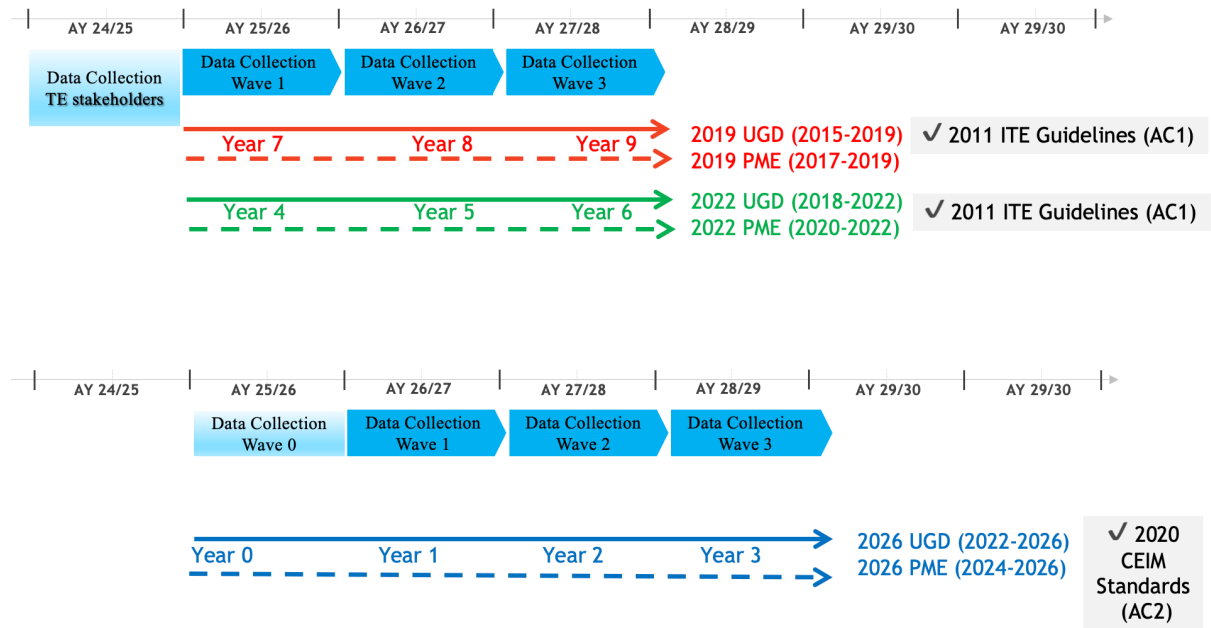 AY 24/25 AY 25/26 AY 26/27 AY 27/28 AY 28/29 AY 29/30 AY 29/30
Data Collection
TE stakeholders
Data Collection
Wave 1
Data Collection
Wave 2
Data Collection
Wave 3
Year 7 Year 8 Year 9
2019 UGD (2015-2019)
2019 PME (2017-2019)
✓ 2011 ITE Guidelines (AC1)
Year 4 Year 5 Year 6
2022 UGD (2018-2022)
2022 PME (2020-2022)
✓ 2011 ITE Guidelines (AC1)
AY 24/25 AY 25/26 AY 26/27 AY 27/28 AY 28/29 AY 29/30 AY 29/30
Data Collection
Wave 0
Data Collection
Wave 1
Data Collection
Wave 2
Data Collection
Wave 3
Year 0 Year 1 Year 2 Year 3
2026 UGD (2022-2026)
2026 PME (2024-2026)
✓ 2020
CEIM
Standards
(AC2)